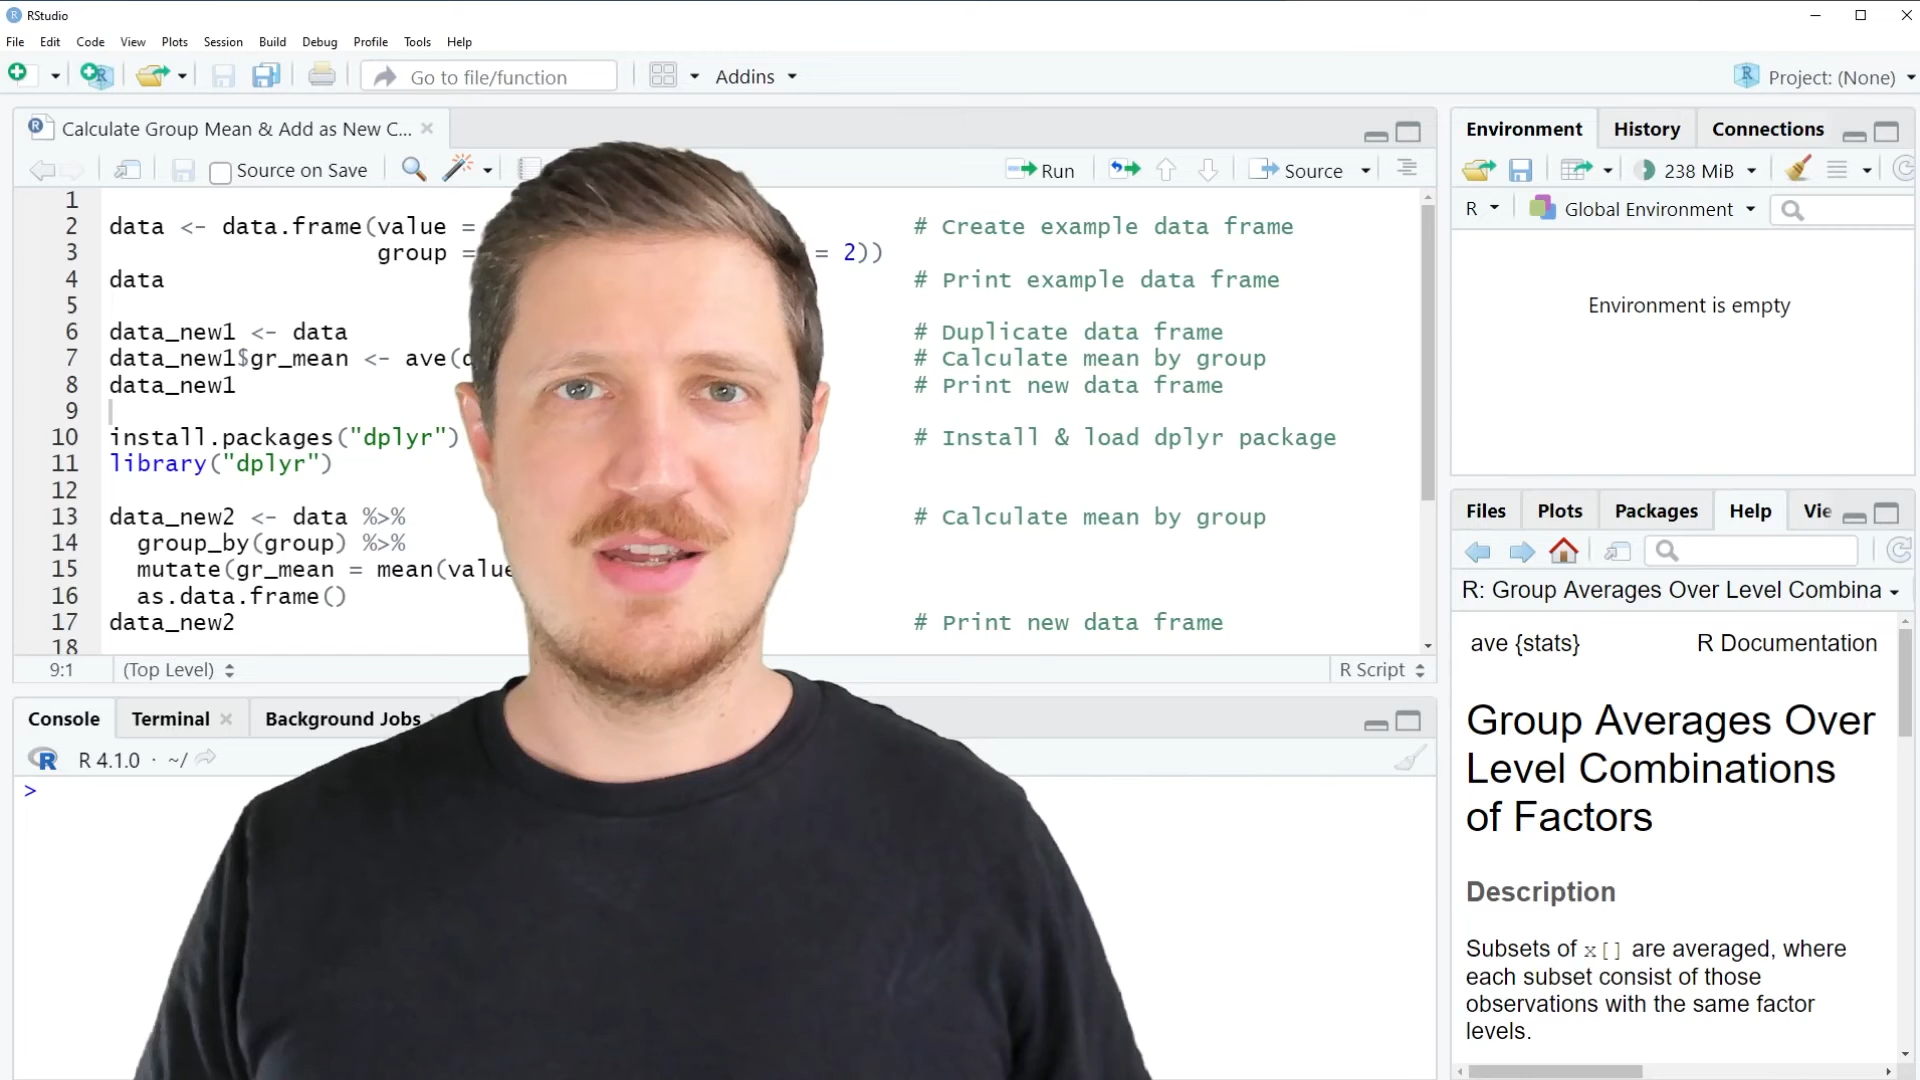 RStudio
File Edit Code View Plots Session Build Debug Profile Tools Help
Go to file/function Addins Project: (None)
Calculate Group Mean & Add as New C...
Source on Save Run Source
1
2 data <- data.frame(value = # Create example data frame
3 group = = 2))
4 data # Print example data frame
5
6 data_new1 <- data # Duplicate data frame
7 data_new1$gr_mean <- ave(d # Calculate mean by group
8 data_new1 # Print new data frame
9
10 install.packages("dplyr") # Install & load dplyr package
11 library("dplyr")
12
13 data_new2 <- data %>% # Calculate mean by group
14 group_by(group) %>%
15 mutate(gr_mean = mean(value
16 as.data.frame()
17 data_new2 # Print new data frame
18
9:1 (Top Level) R Script
Console Terminal Background Jobs
R 4.1.0 · ~/
>
Environment History Connections
238 MiB
R Global Environment
Environment is empty
Files Plots Packages Help Vie
R: Group Averages Over Level Combina
ave {stats} R Documentation
Group Averages Over
Level Combinations
of Factors
Description
Subsets of x[] are averaged, where
each subset consist of those
observations with the same factor
levels.